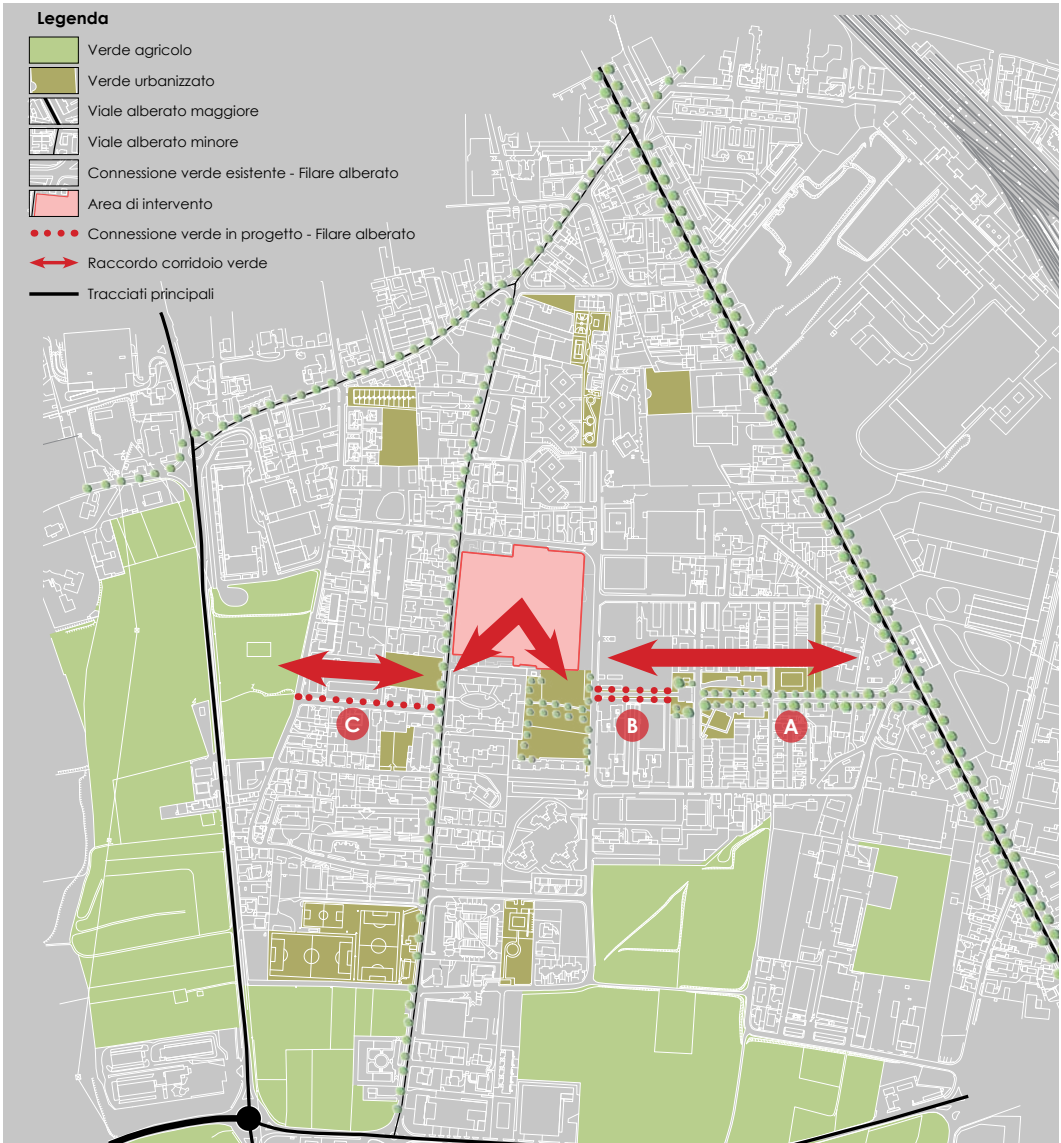 Legenda
Verde agricolo
Verde urbanizzato
Viale alberato maggiore
Viale alberato minore
Connessione verde esistente - Filare alberato
Area di intervento
Connessione verde in progetto - Filare alberato
Raccordo corridoio verde
Tracciati principali
C
B
A